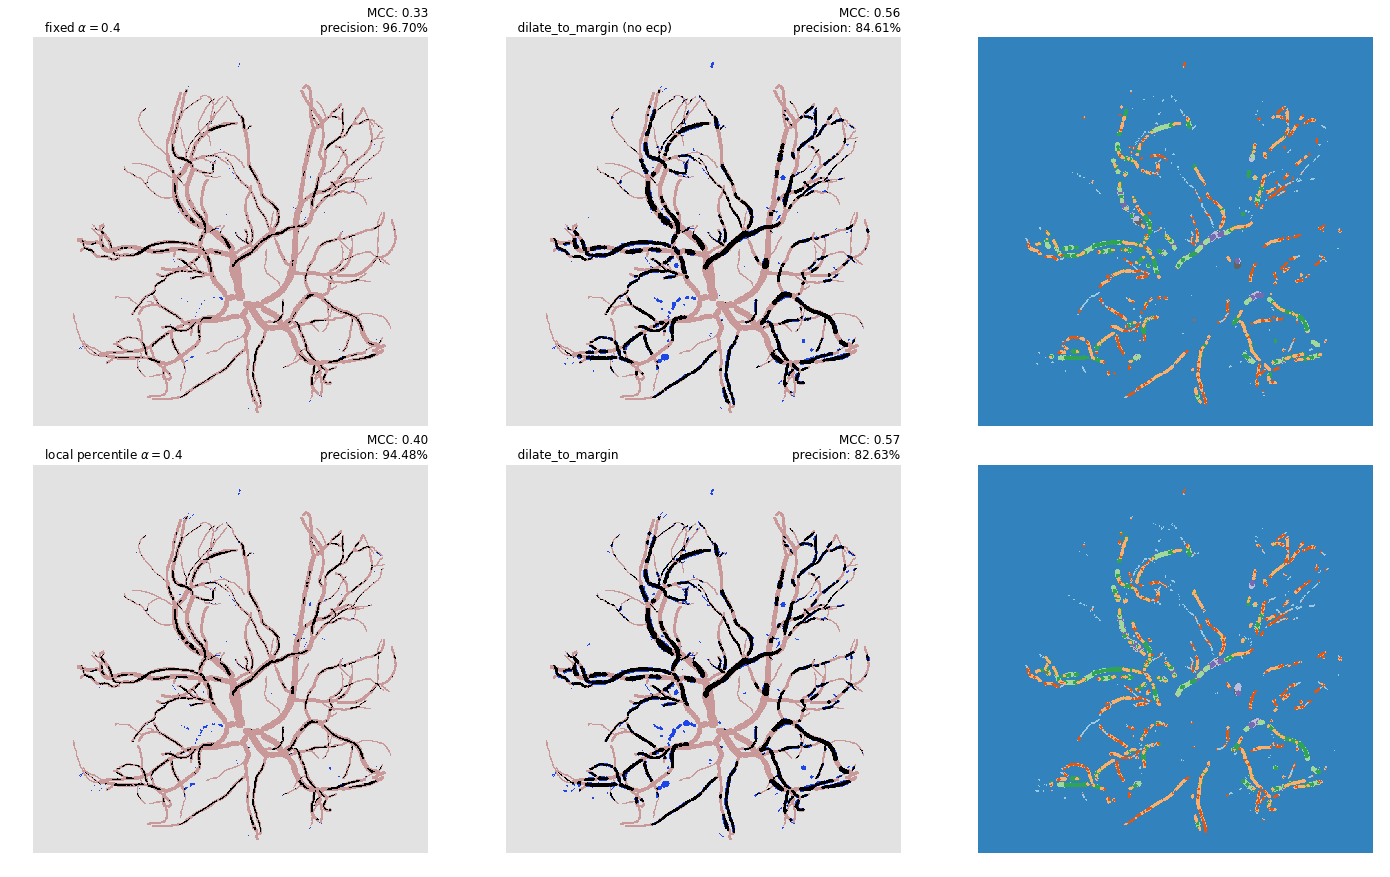 MCC: 0.33
fixed α = 0.4 precision: 96.70%
MCC: 0.56
dilate_to_margin (no ecp) precision: 84.61%
MCC: 0.40
local percentile α = 0.4 precision: 94.48%
MCC: 0.57
dilate_to_margin precision: 82.63%